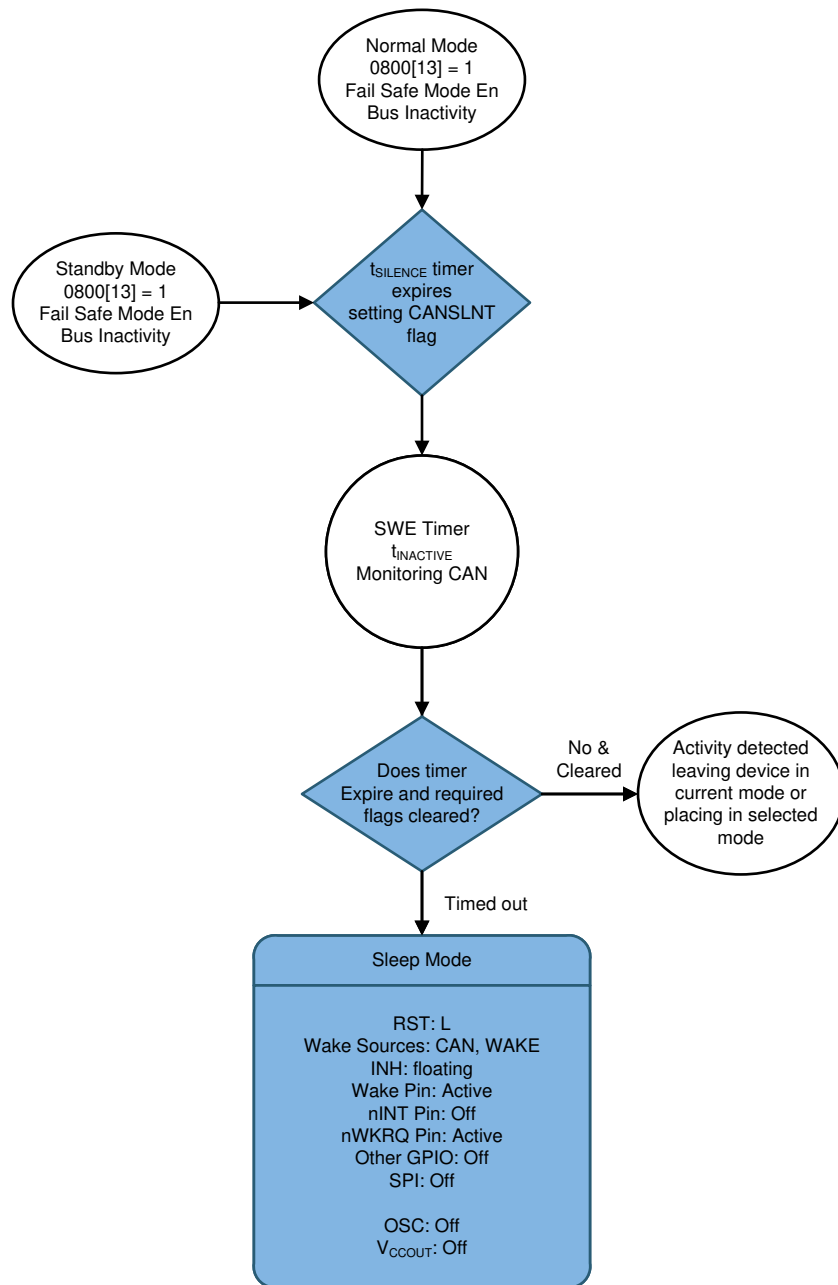 Normal Mode
0800[13] = 1
Fail Safe Mode En
Bus Inactivity
Standby Mode
0800[13] = 1
Fail Safe Mode En
Bus Inactivity
tSILENCE timer
expires
setting CANSLNT
flag
SWE Timer
tINACTIVE
Monitoring CAN
Does timer
Expire and required
flags cleared?
No &
Cleared
Activity detected
leaving device in
current mode or
placing in selected
mode
Timed out
Sleep Mode
RST: L
Wake Sources: CAN, WAKE
INH: floating
Wake Pin: Active
nINT Pin: Off
nWKRQ Pin: Active
Other GPIO: Off
SPI: Off
OSC: Off
VCCOUT: Off